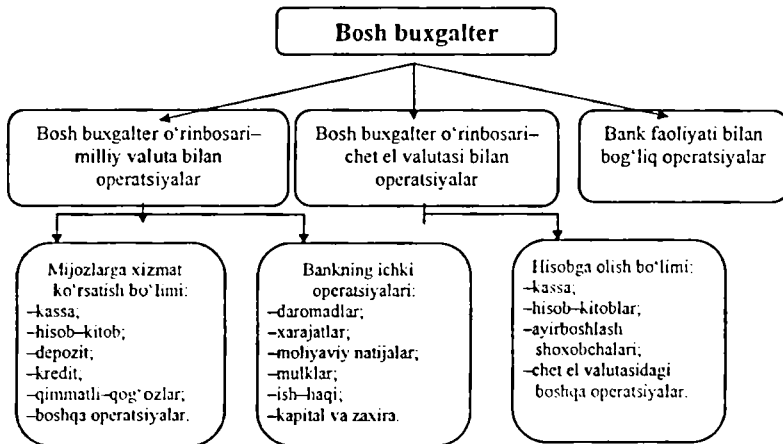 Bosh buxgalter
Bosh buxgalter o‘rinbosari–
milliy valuta bilan
operatsiyalar
Bosh buxgalter o‘rinbosari–
chet el valutasi bilan
operatsiyalar
Bank faoliyati bilan
bog‘liq operatsiyalar
Mijozlarga xizmat
ko‘rsatish bo‘limi:
–kassa;
–hisob–kitob;
–depozit;
–kredit;
–qimmatli–qog‘ozlar;
–boshqa operatsiyalar.
Bankning ichki
operatsiyalari:
–daromadlar;
–xarajatlar;
–moliyaviy natijalar;
–mulklar;
–ish–haqi;
–kapital va zaxira.
Hisobga olish bo‘limi:
–kassa;
–hisob–kitoblar;
–ayirboshlash
shoxobchalari;
–chet el valutasidagi
boshqa operatsiyalar.